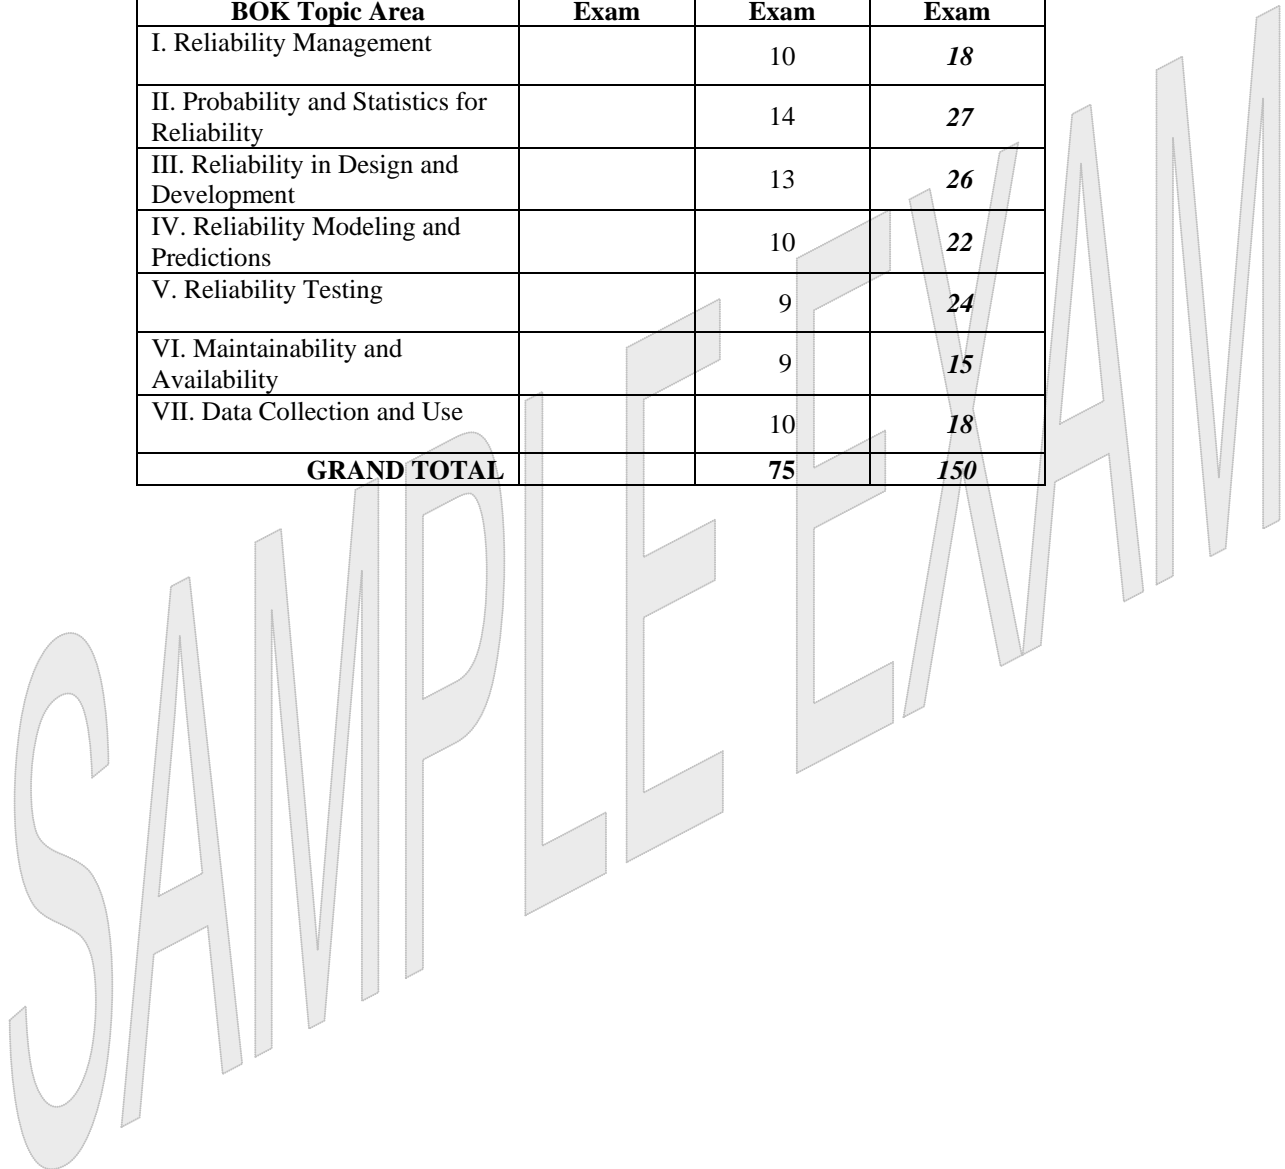 BOK Topic Area Exam Exam Exam
I. Reliability Management 10 18
II. Probability and Statistics for
Reliability 14 27
III. Reliability in Design and
Development 13 26
IV. Reliability Modeling and
Predictions 10 22
V. Reliability Testing 9 24
VI. Maintainability and
Availability 9 15
VII. Data Collection and Use 10 18
GRAND TOTAL 75 150
SAMPLE EXAM